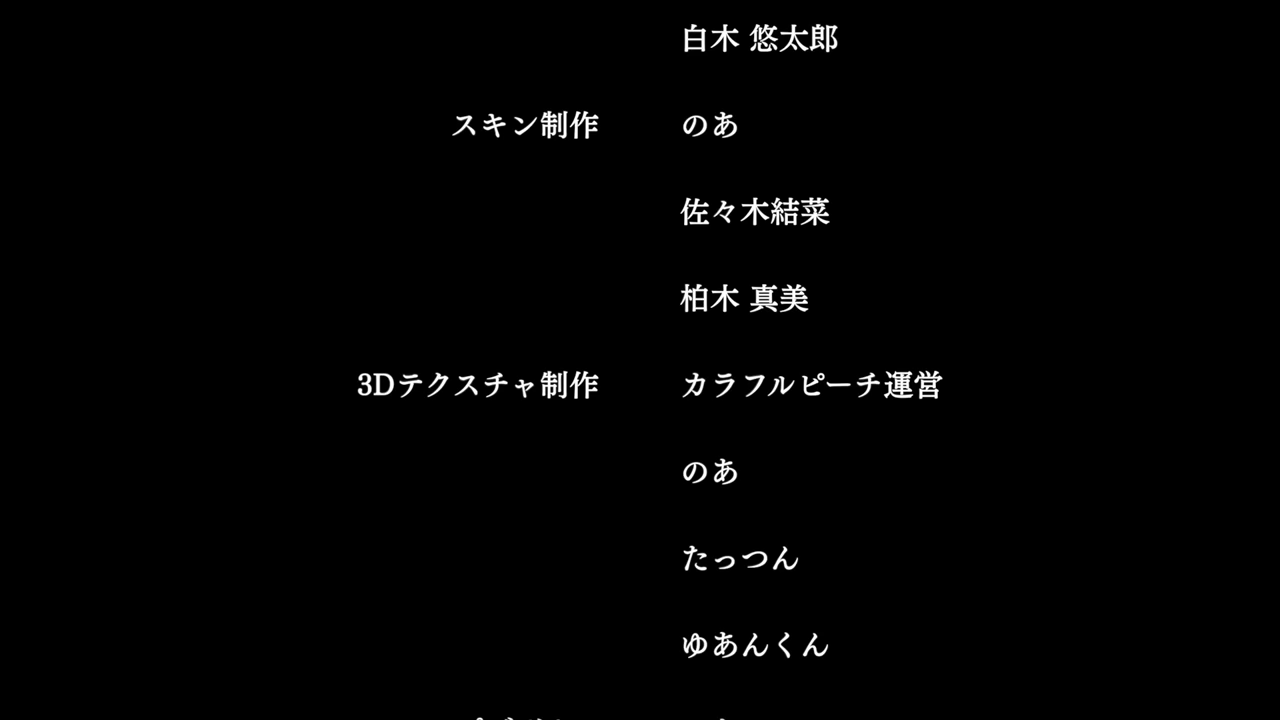 白木 悠太郎
スキン制作 のあ
佐々木結菜
柏木 真美
3Dテクスチャ制作 カラフルピーチ運営
のあ
たっつん
ゆあんくん